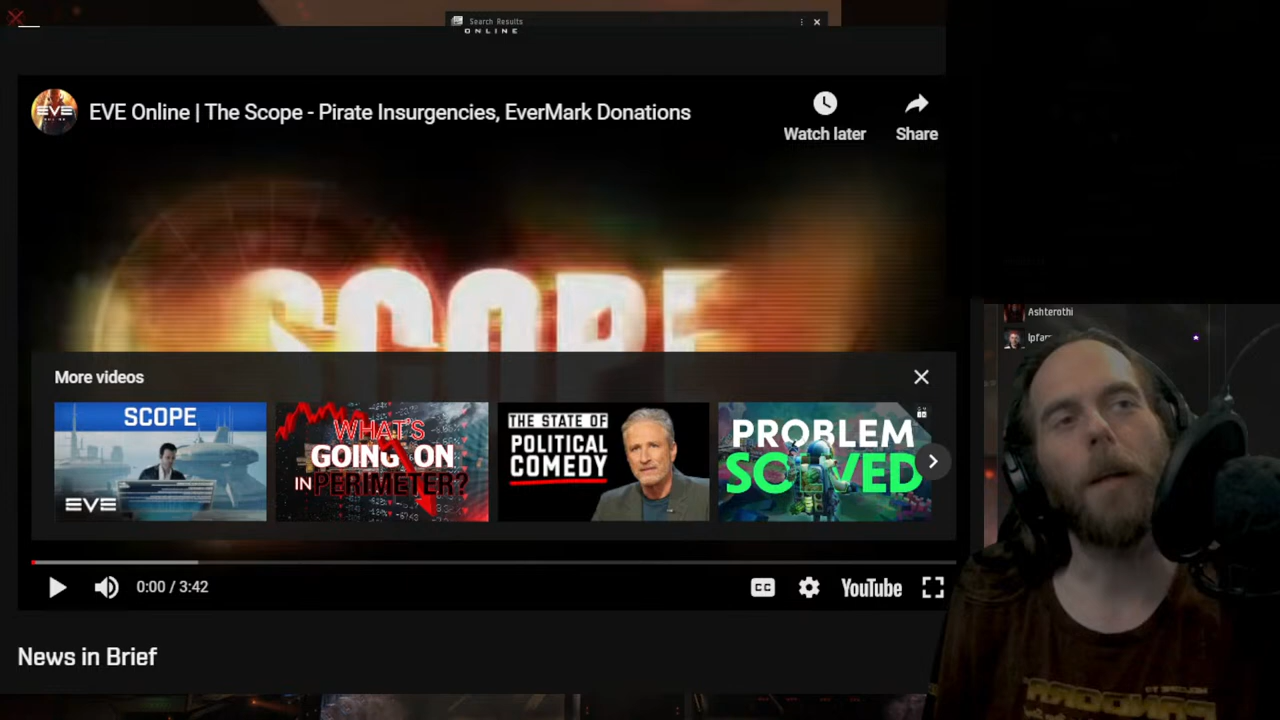 Search Results
ONLINE
EVE
EVE Online | The Scope - Pirate Insurgencies, EverMark Donations
Watch later
Share
SCOPE
More videos
SCOPE
EVE
WHAT'S
GOING ON
IN PERIMETER?
THE STATE OF
POLITICAL
COMEDY
PROBLEM
SOLVED
0:00 / 3:42
CC
YouTube
News in Brief
Ashterothi